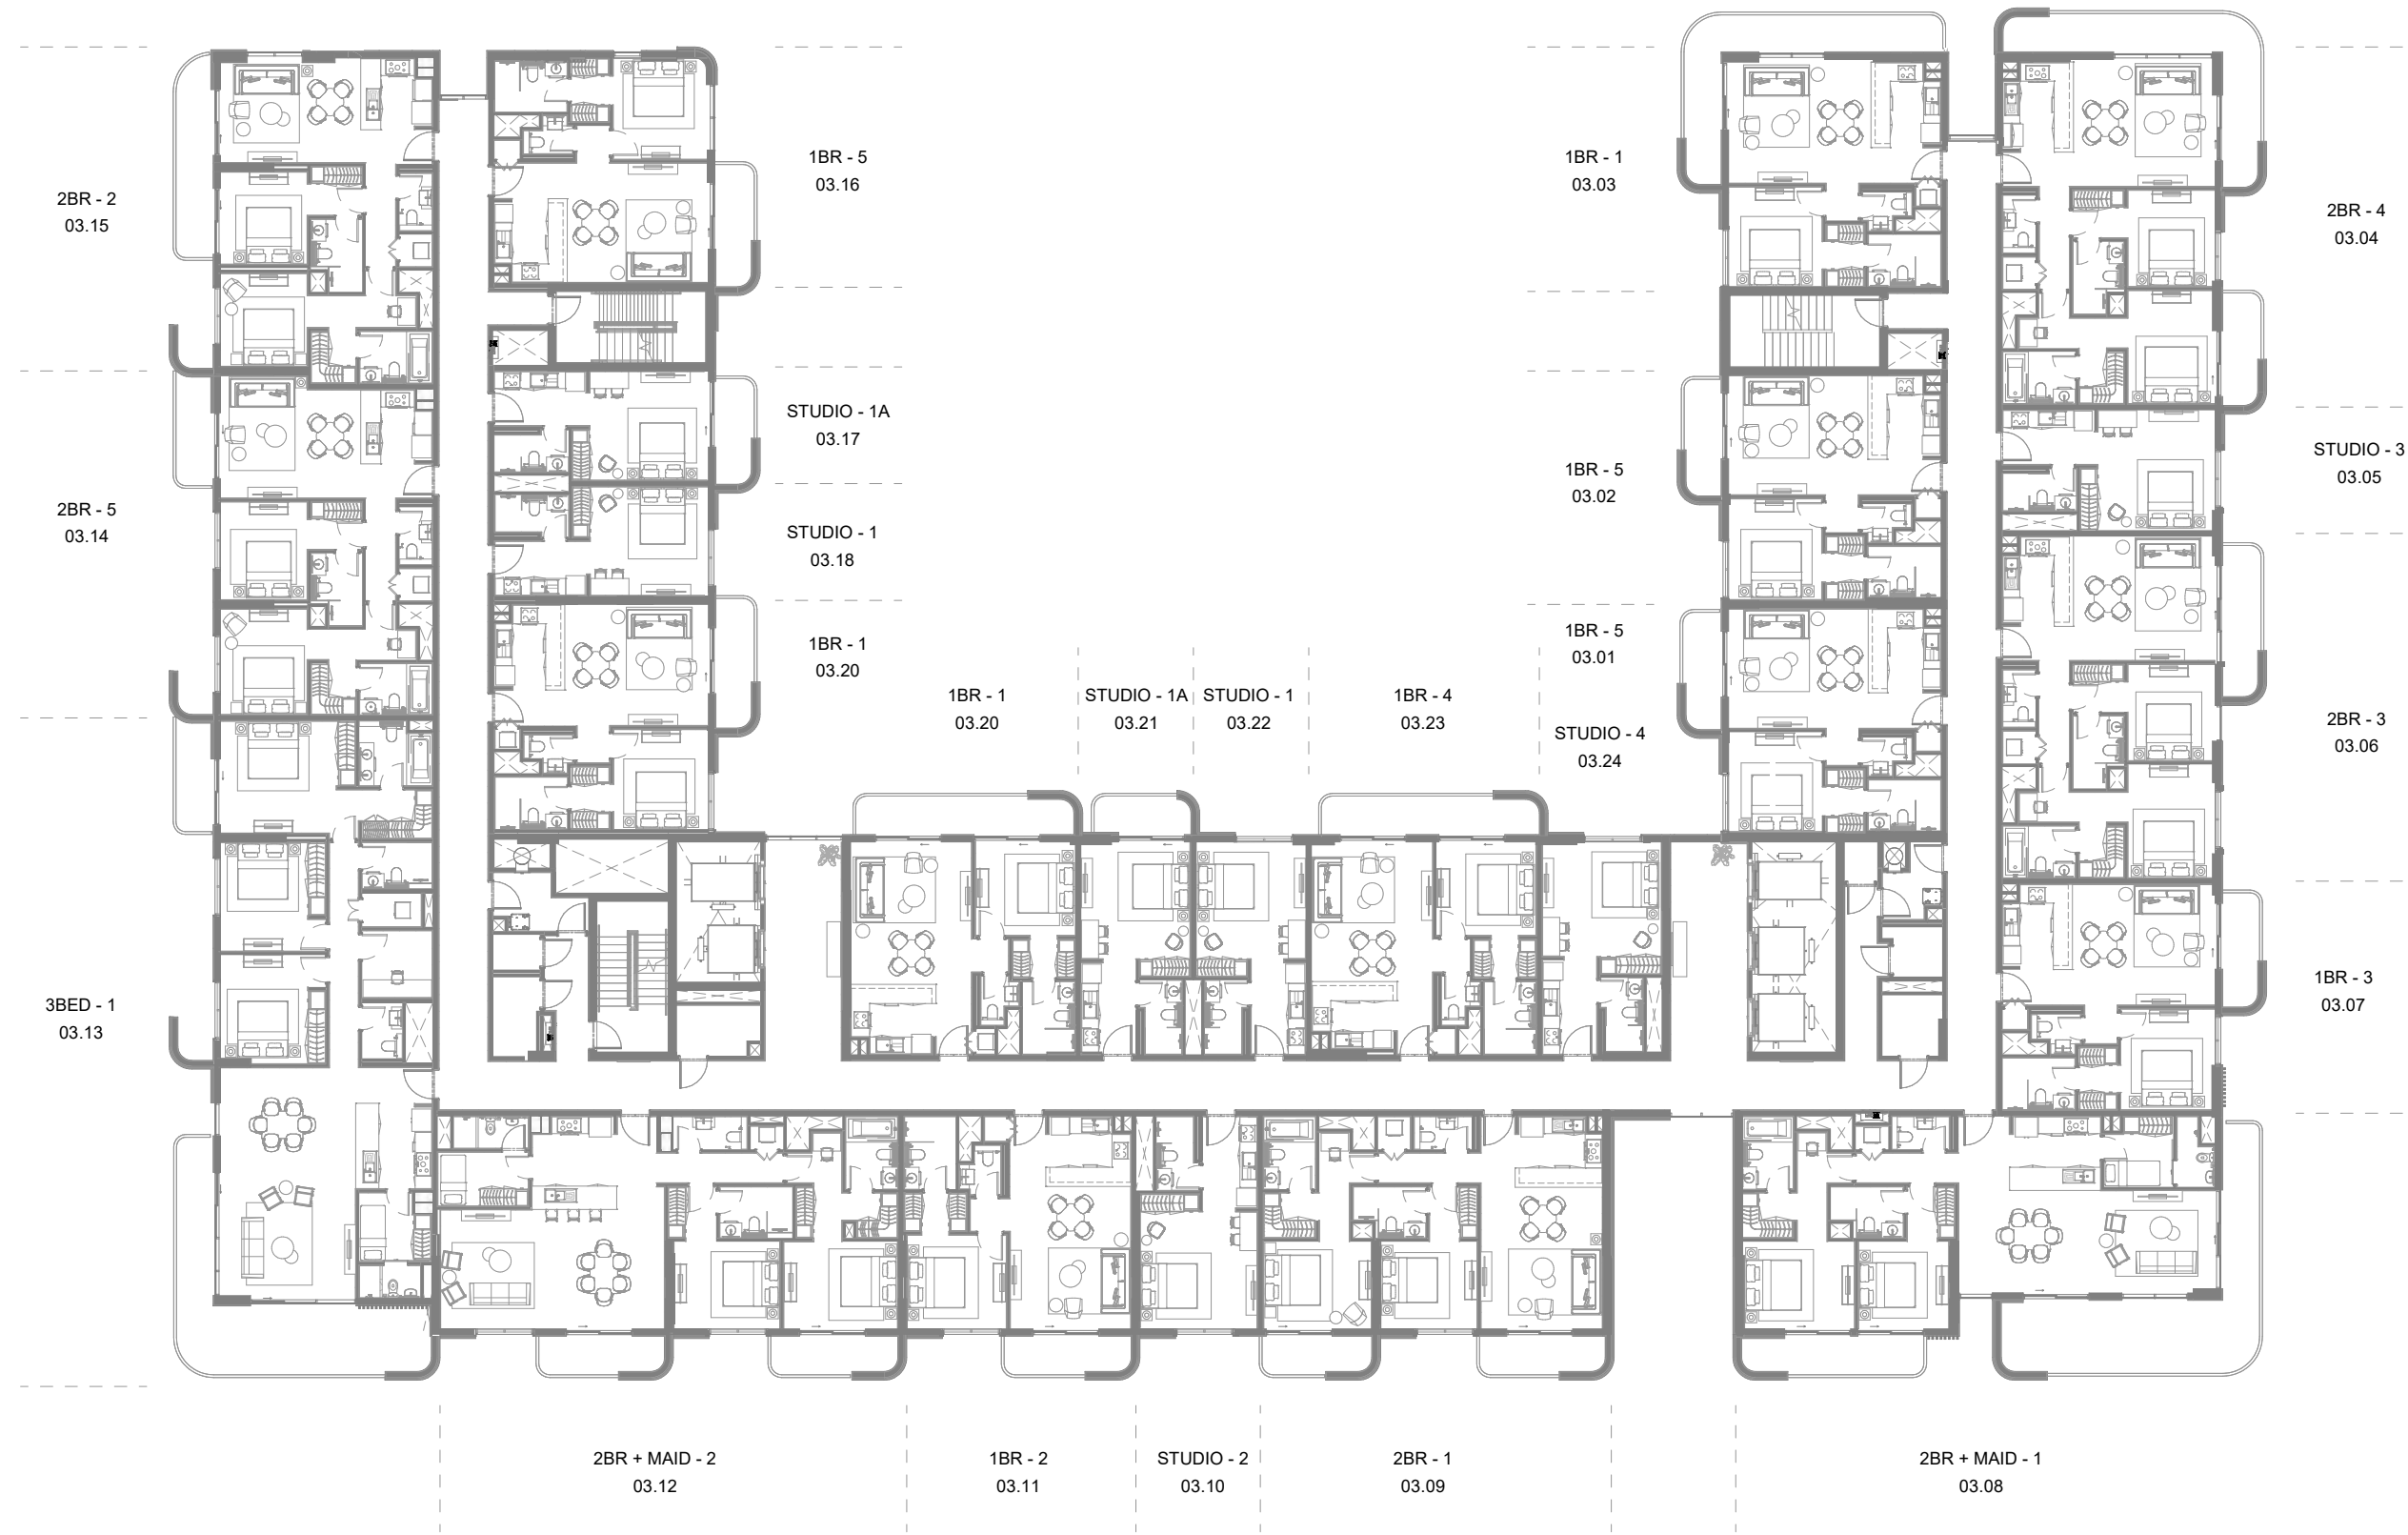 2BR - 2
03.15
2BR - 5
03.14
3BED - 1
03.13
1BR - 5
03.16
STUDIO - 1A
03.17
STUDIO - 1
03.18
1BR - 1
03.20
1BR - 1
03.20
STUDIO - 1A
03.21
STUDIO - 1
03.22
1BR - 4
03.23
STUDIO - 4
03.24
1BR - 1
03.03
1BR - 5
03.02
1BR - 5
03.01
2BR - 4
03.04
STUDIO - 3
03.05
2BR - 3
03.06
1BR - 3
03.07
2BR + MAID - 2
03.12
1BR - 2
03.11
STUDIO - 2
03.10
2BR - 1
03.09
2BR + MAID - 1
03.08